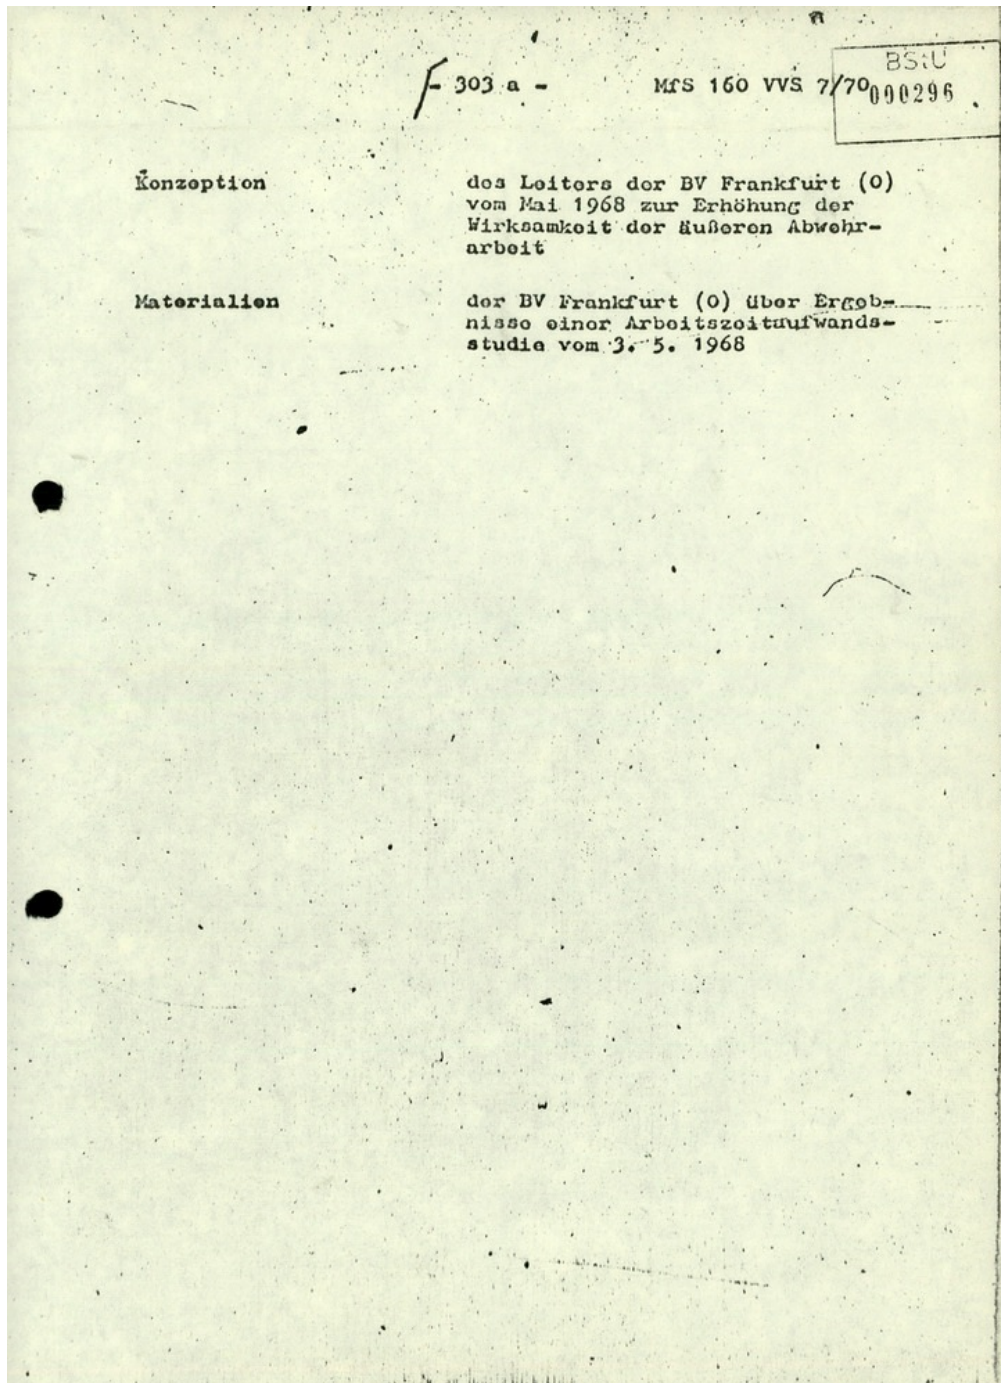 BStU
000296
- 303 a -
MfS 160 VVS 7/70
Konzeption
des Leiters der BV Frankfurt (O)
vom Mai 1968 zur Erhöhung der
Wirksamkeit der äußeren Abwehr-
arbeit
Materialien
der BV Frankfurt (O) über Ergeb-
nisse einer Arbeitszeitaufwands-
studie vom 3. 5. 1968